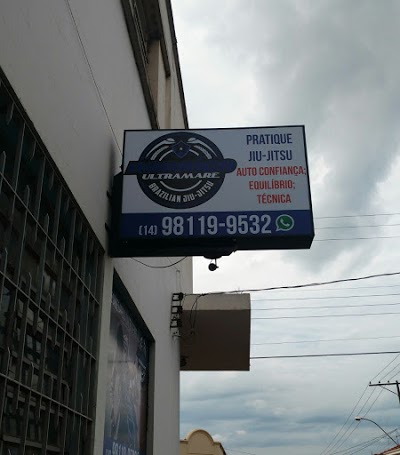 ULTRAMARE
BRAZILIAN JIU-JITSU
PRATIQUE
JIU-JITSU
AUTO CONFIANÇA;
EQUILÍBRIO;
TÉCNICA
(14) 98119-9532